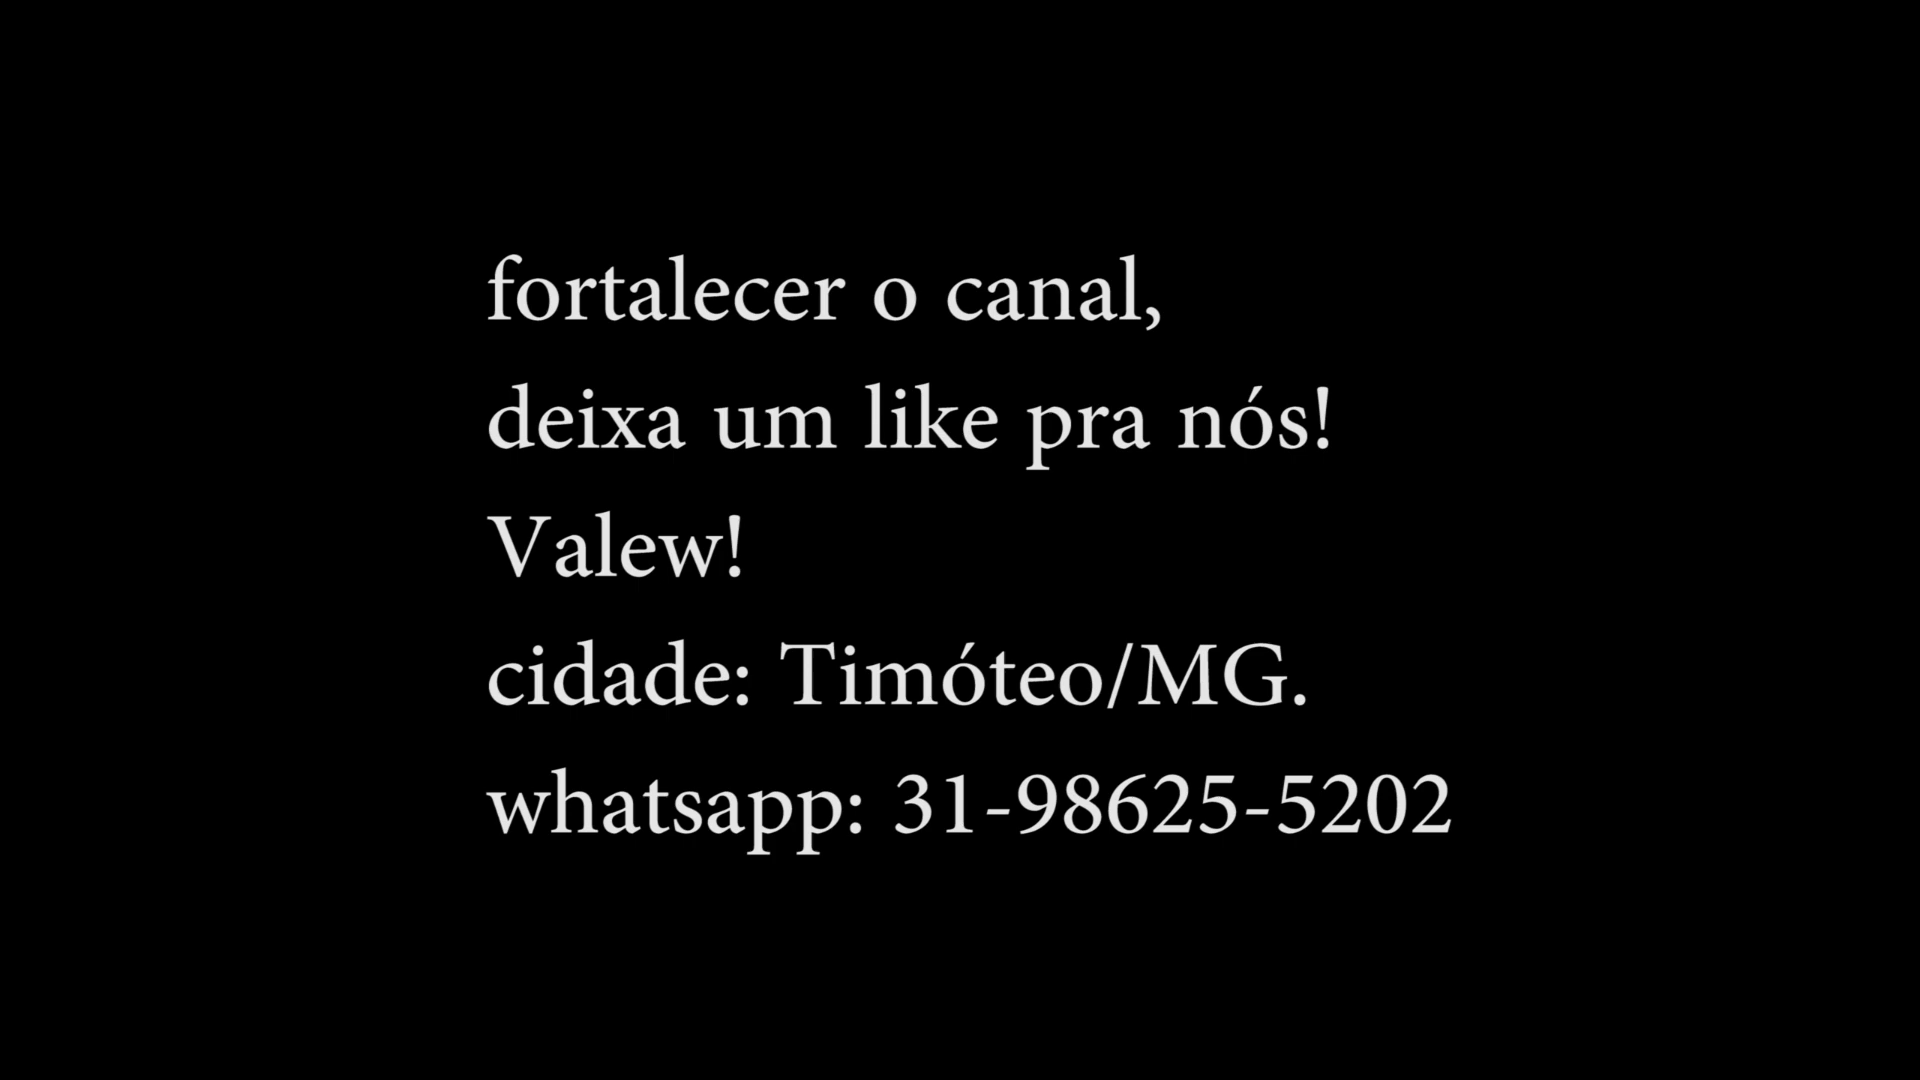 fortalecer o canal,
deixa um like pra nós!
Valew!
cidade: Timóteo/MG.
whatsapp: 31-98625-5202